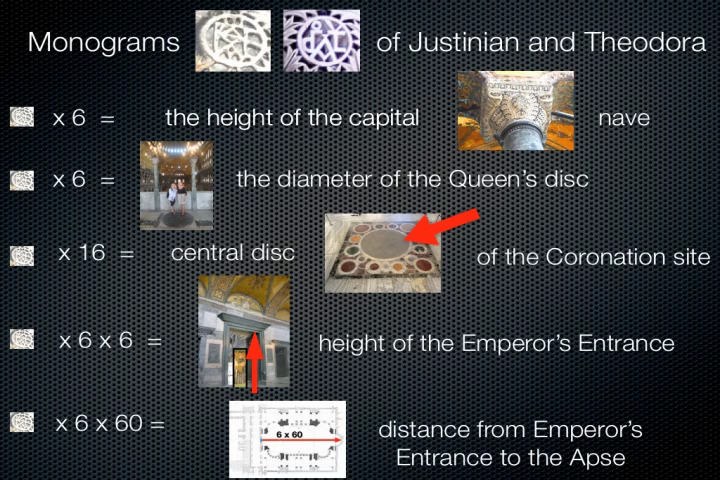 Monograms of Justinian and Theodora
x 6 = the height of the capital nave
x 6 = the diameter of the Queen's disc
x 16 = central disc of the Coronation site
x 6 x 6 = height of the Emperor's Entrance
x 6 x 60 = 6 x 60 distance from Emperor's
Entrance to the Apse